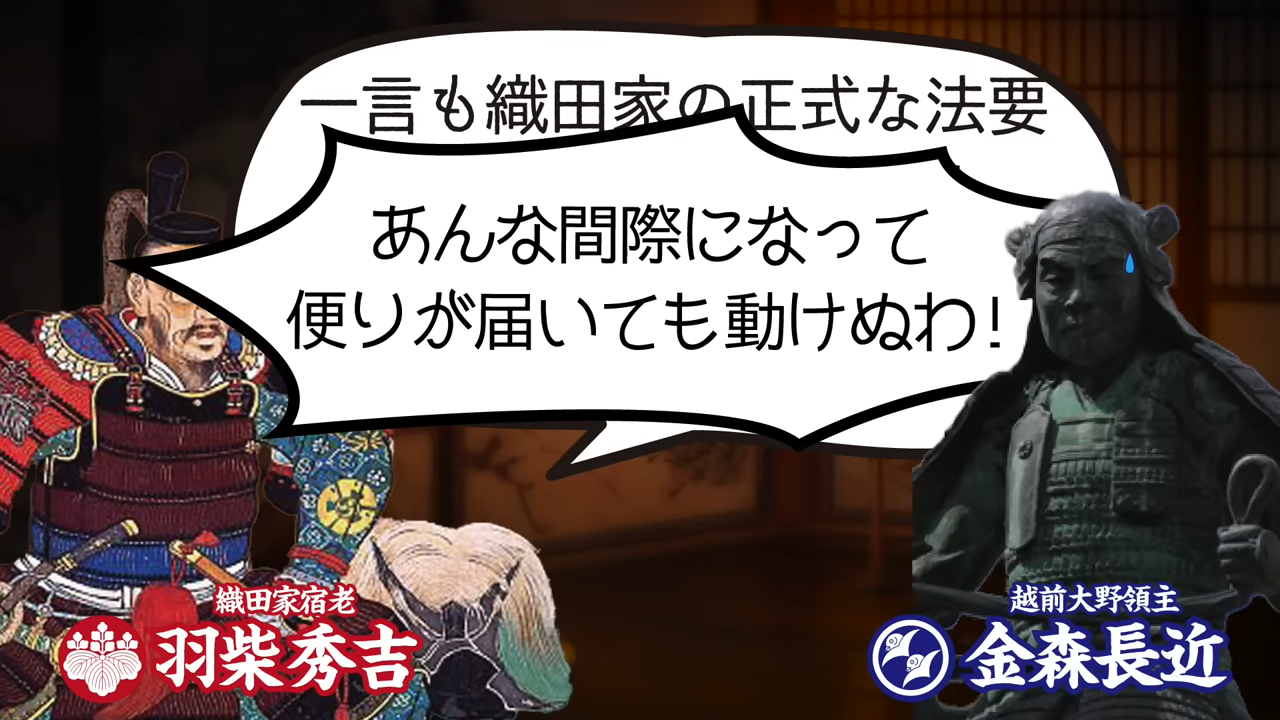 一言も織田家の正式な法要
あんな間際になって
便りが届いても動けぬわ!
織田家宿老
羽柴秀吉
越前大野領主
金森長近